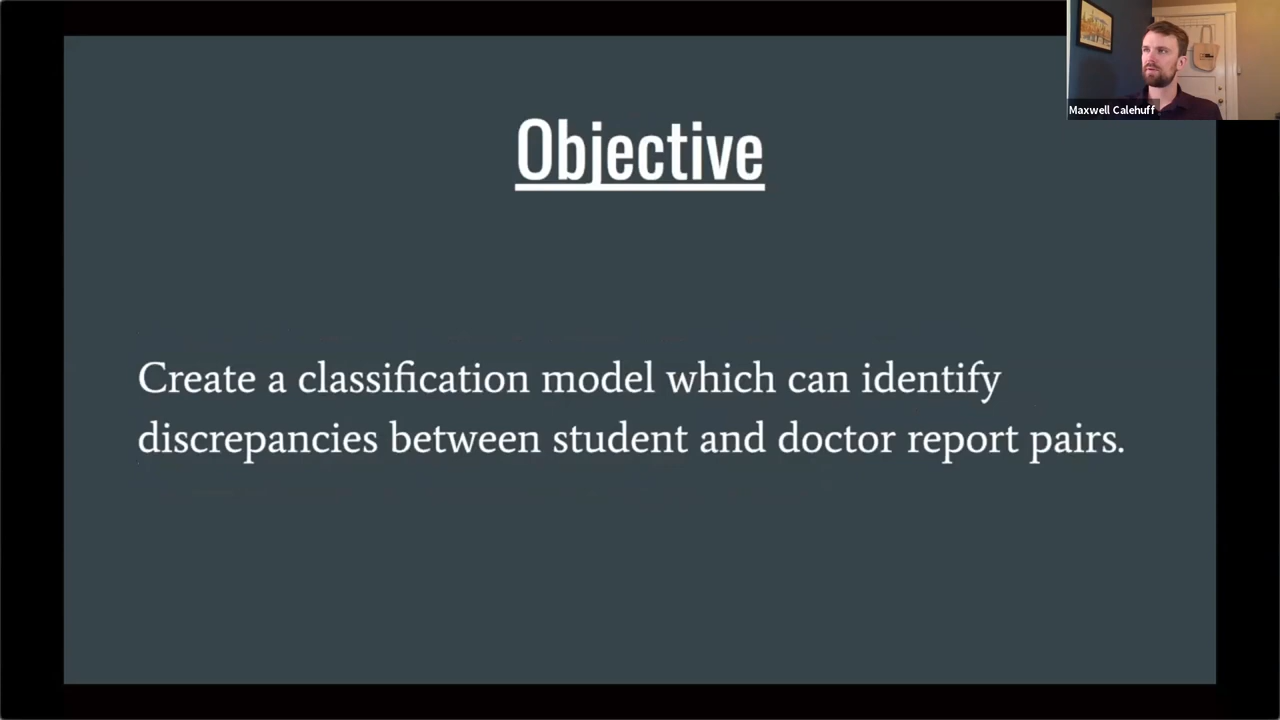 Objective
Maxwell Calehuff
Create a classification model which can identify
discrepancies between student and doctor report pairs.